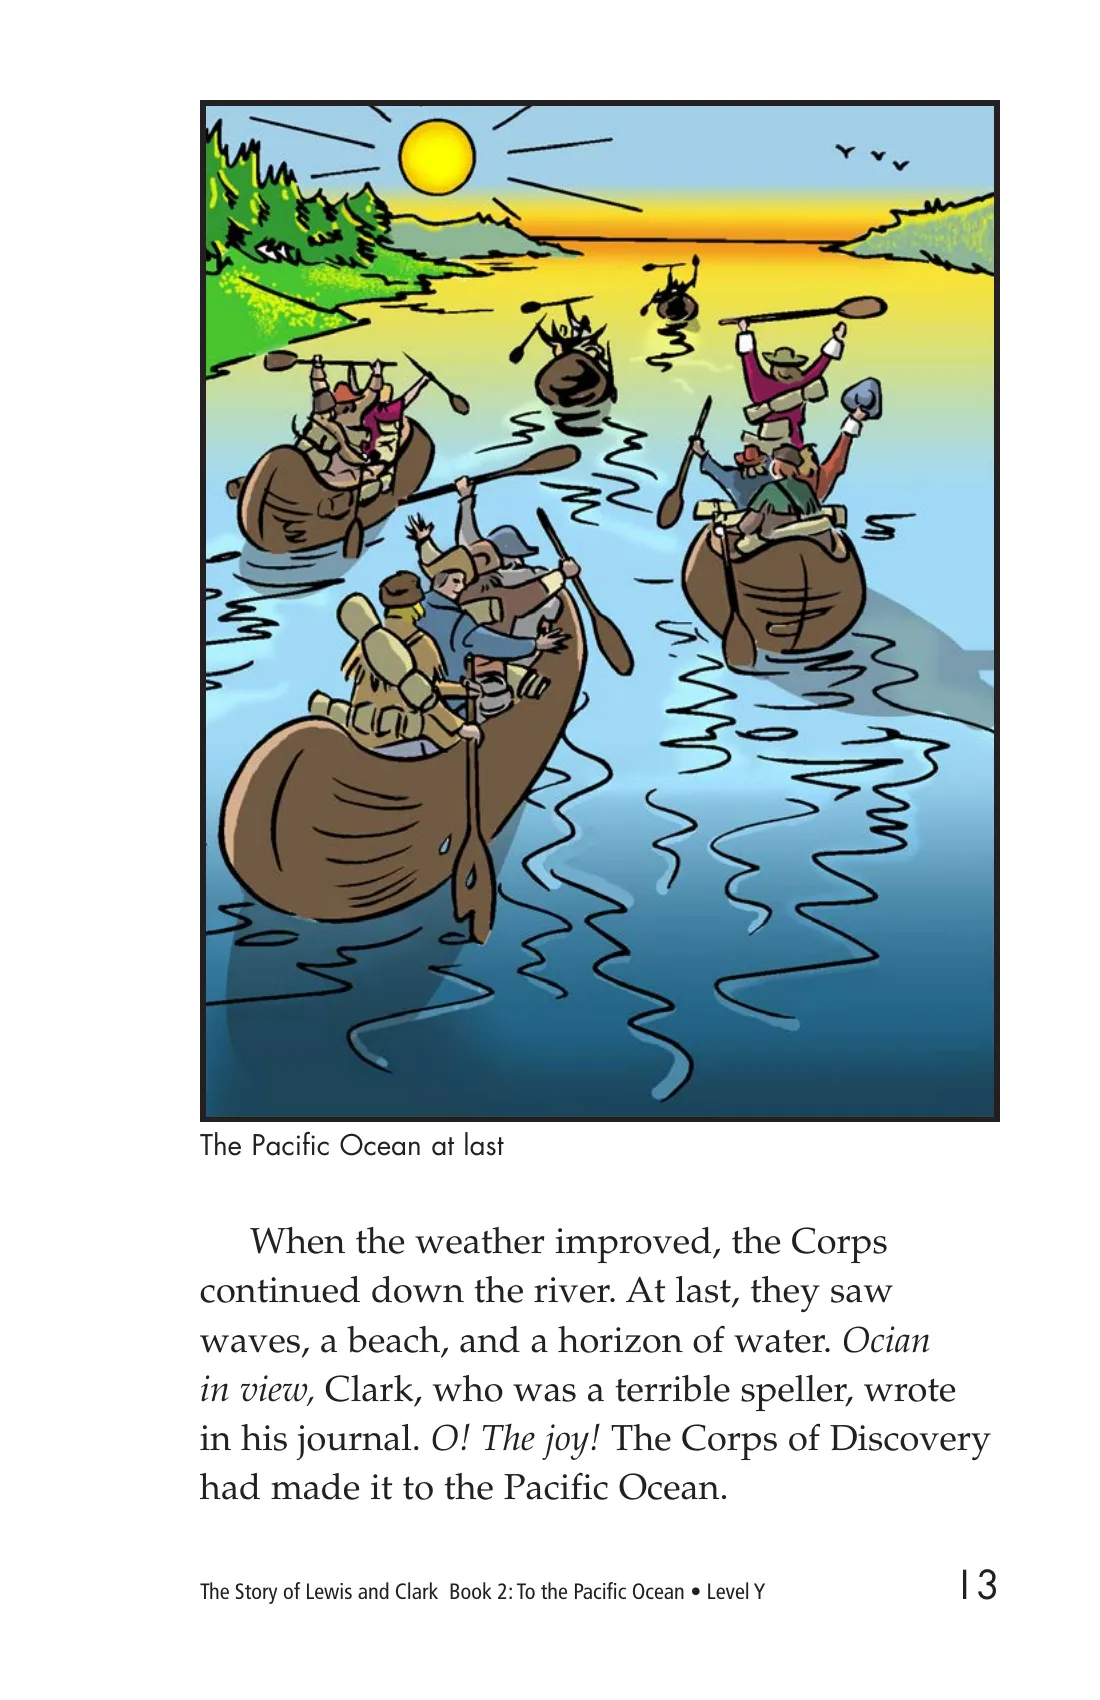 The Pacific Ocean at last
When the weather improved, the Corps
continued down the river. At last, they saw
waves, a beach, and a horizon of water. Ocian
in view, Clark, who was a terrible speller, wrote
in his journal. O! The joy! The Corps of Discovery
had made it to the Pacific Ocean.
The Story of Lewis and Clark Book 2: To the Pacific Ocean • Level Y 13